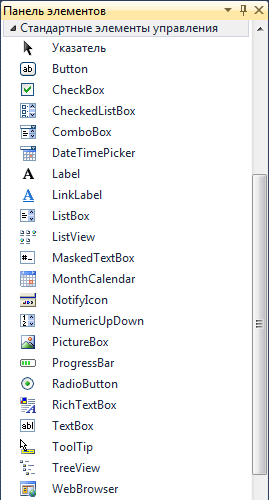 Панель элементов
Стандартные элементы управления
Указатель
Button
CheckBox
CheckedListBox
ComboBox
DateTimePicker
Label
LinkLabel
ListBox
ListView
MaskedTextBox
MonthCalendar
NotifyIcon
NumericUpDown
PictureBox
ProgressBar
RadioButton
RichTextBox
TextBox
ToolTip
TreeView
WebBrowser